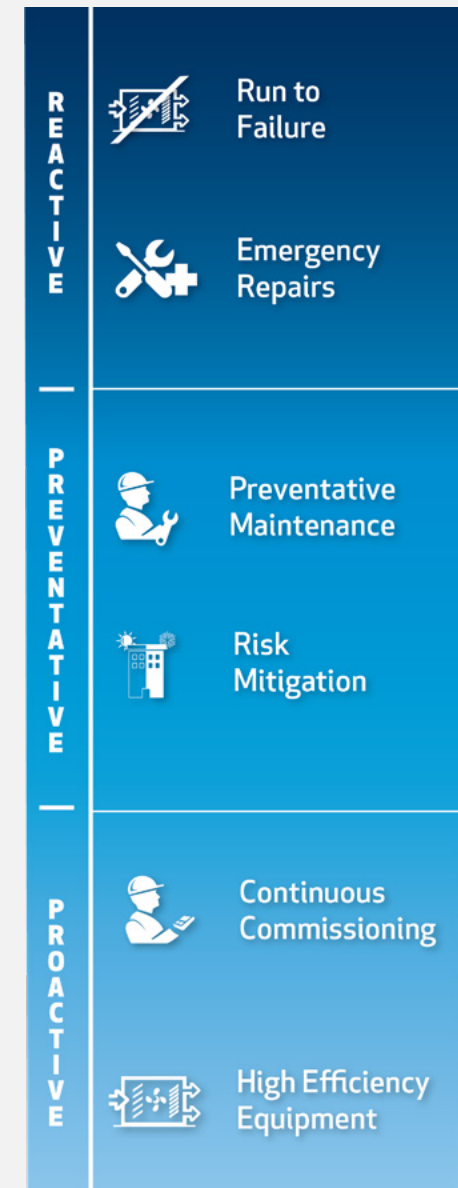 REACTIVE
Run to
Failure
Emergency
Repairs
PREVENTATIVE
Preventative
Maintenance
Risk
Mitigation
PROACTIVE
Continuous
Commissioning
High Efficiency
Equipment